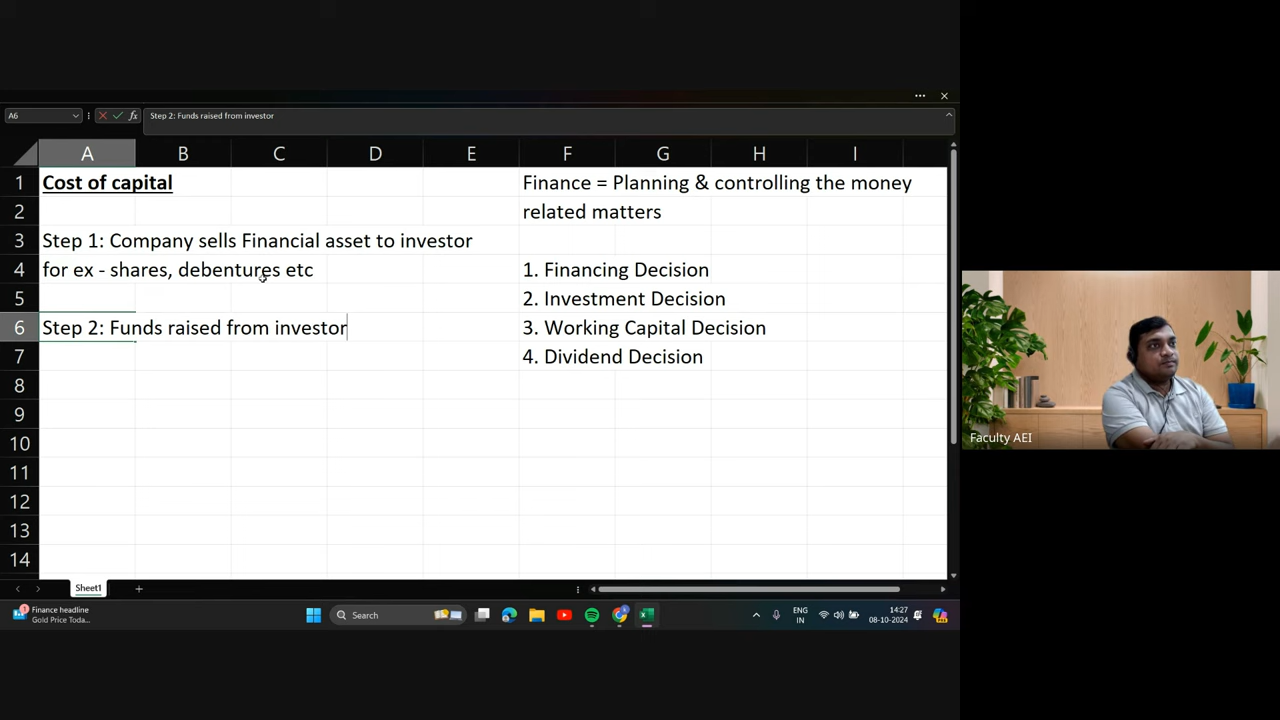 A6
fx
Step 2: Funds raised from investor
A B C D E F G H I
1 Cost of capital Finance = Planning & controlling the money
2 related matters
3 Step 1: Company sells Financial asset to investor
4 for ex - shares, debentures etc 1. Financing Decision
5 2. Investment Decision
6 Step 2: Funds raised from investor 3. Working Capital Decision
7 4. Dividend Decision
8
9
10
11
12
13
14
Faculty AEI
Sheet1
Finance headline
Gold Price Today...
Search
ENG
IN
14:27
08-10-2024